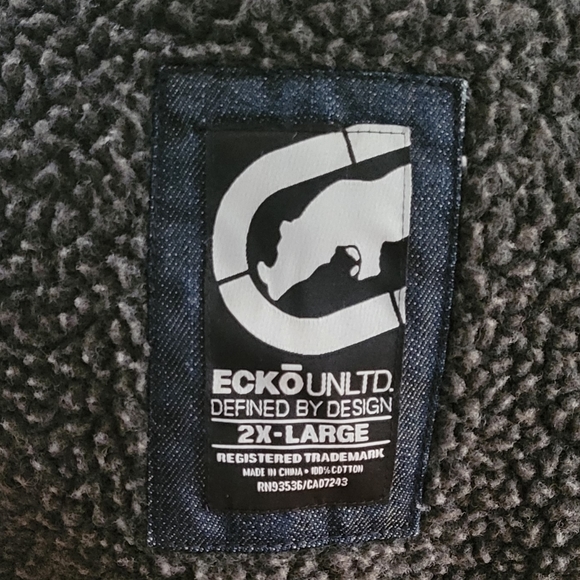 ECKŌ UNLTD.
DEFINED BY DESIGN
2X-LARGE
REGISTERED TRADEMARK
MADE IN CHINA • 100% COTTON
RN93536/CA07243